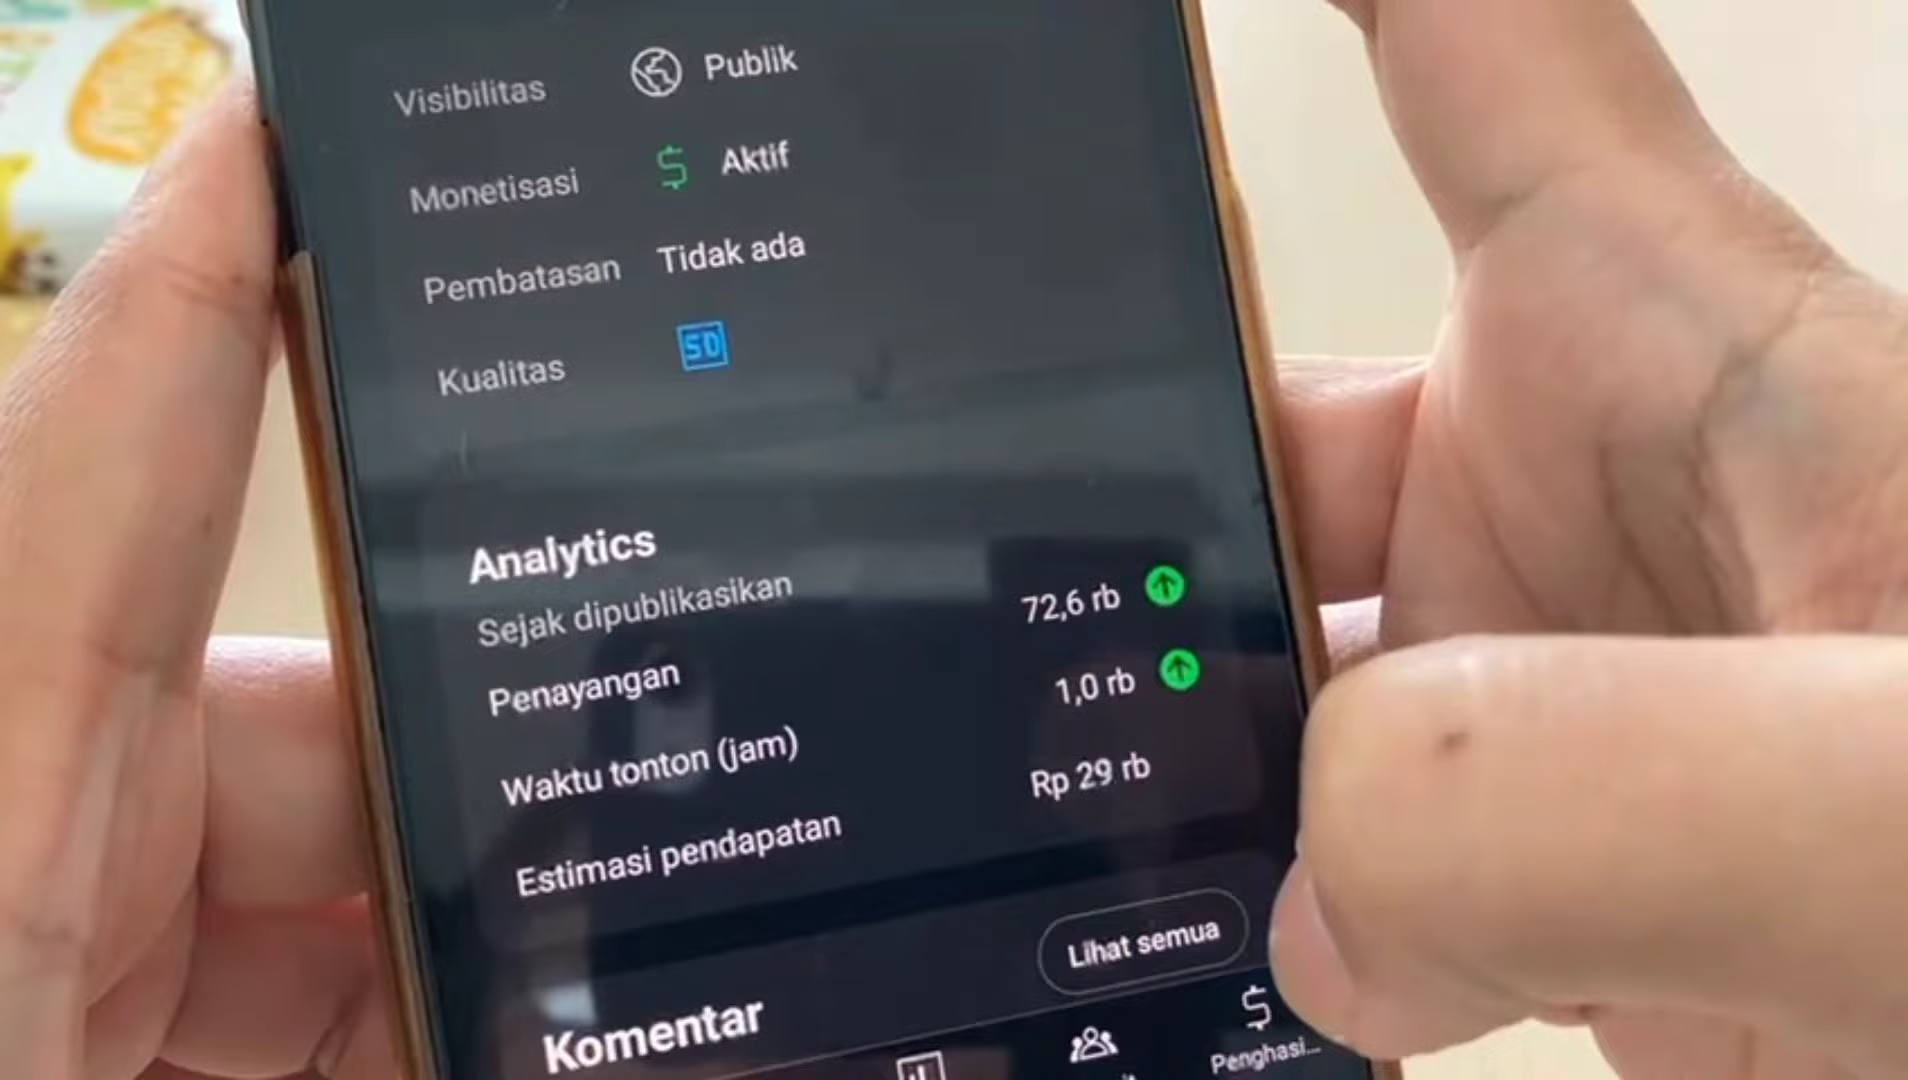 Visibilitas Publik
Monetisasi Aktif
Pembatasan Tidak ada
Kualitas SD
Analytics
Sejak dipublikasikan
Penayangan 72,6 rb
Waktu tonton (jam) 1,0 rb
Estimasi pendapatan Rp 29 rb
Lihat semua
Komentar
Penghasi...